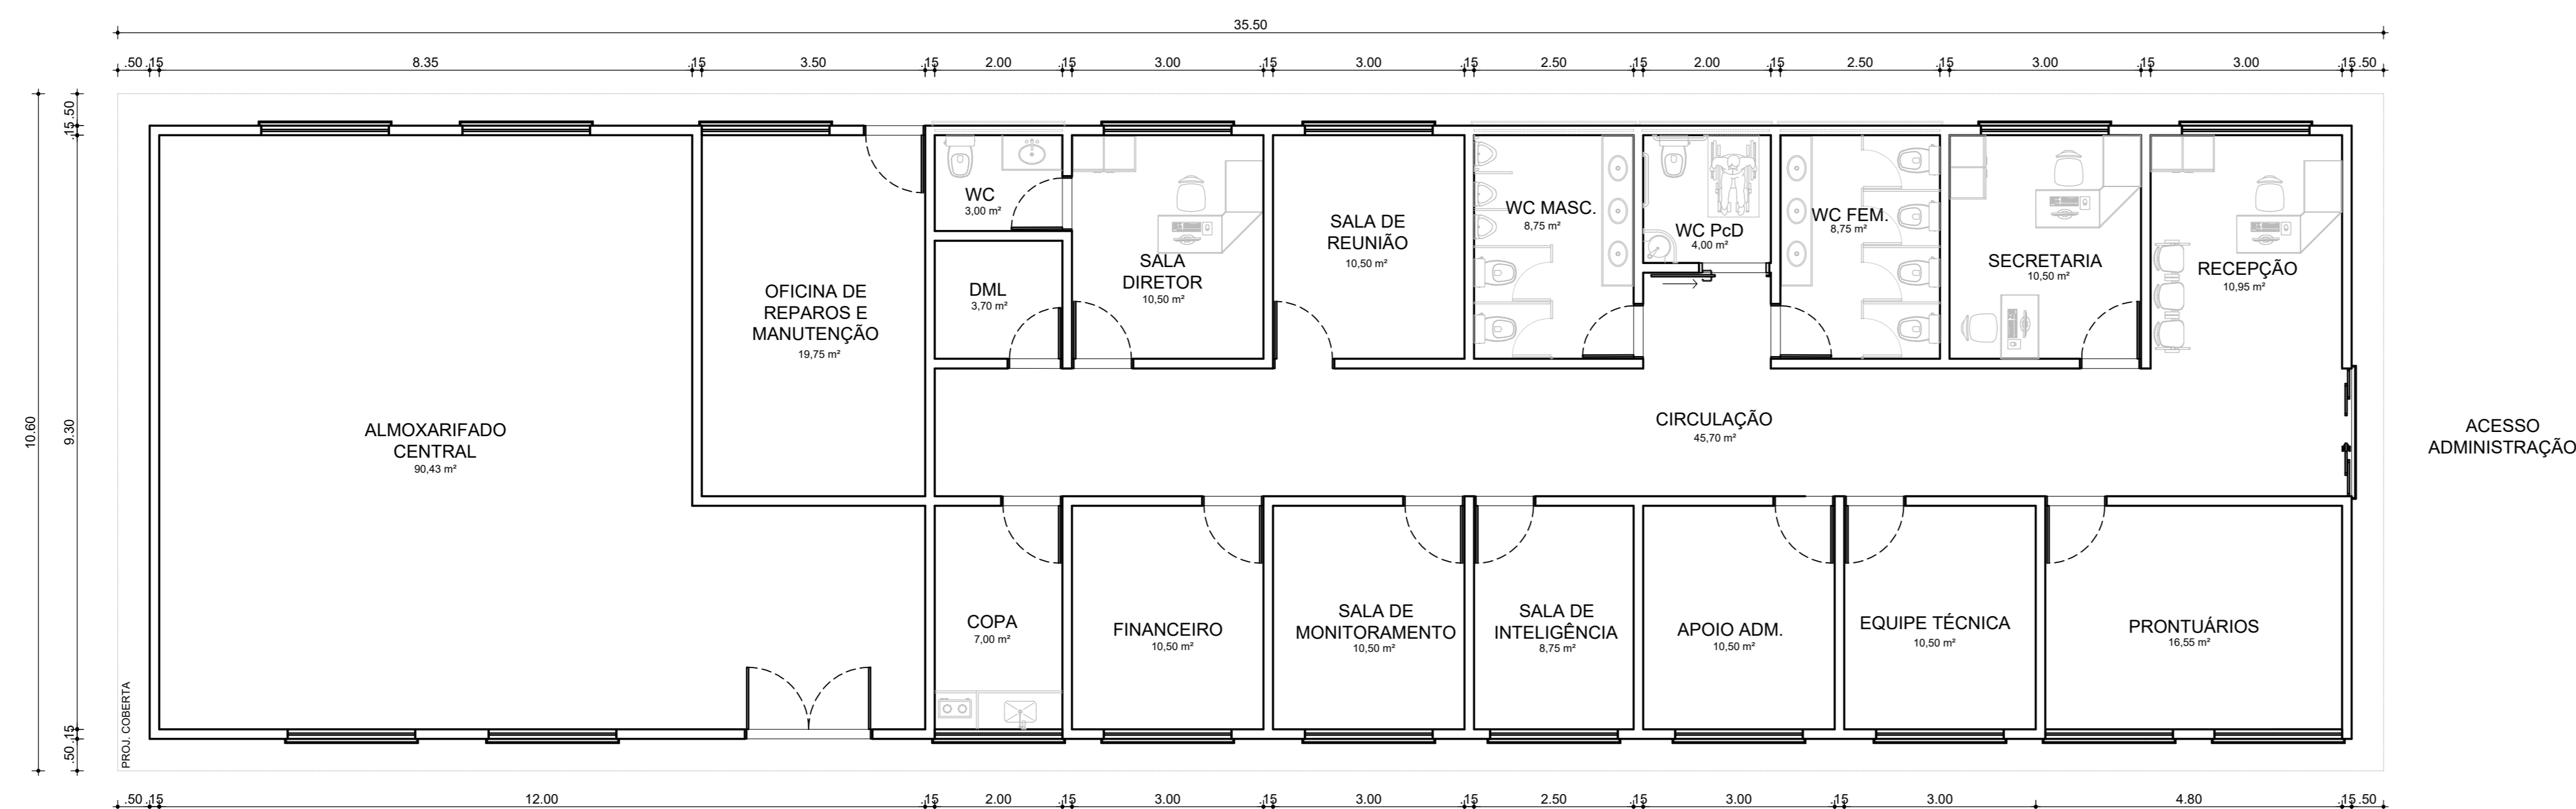 35.50
.50 .15 8.35 .15 3.50 .15 2.00 .15 3.00 .15 3.00 .15 2.50 .15 2.00 .15 2.50 .15 3.00 .15 3.00 .15 .50
10.60
.15 .50
9.30
.50 .15
WC
3,00 m²
DML
3,70 m²
OFICINA DE
REPAROS E
MANUTENÇÃO
19,75 m²
SALA
DIRETOR
10,50 m²
SALA DE
REUNIÃO
10,50 m²
WC MASC.
8,75 m²
WC PcD
4,00 m²
WC FEM.
8,75 m²
SECRETARIA
10,50 m²
RECEPÇÃO
10,95 m²
ALMOXARIFADO
CENTRAL
90,43 m²
CIRCULAÇÃO
45,70 m²
ACESSO
ADMINISTRAÇÃO
COPA
7,00 m²
FINANCEIRO
10,50 m²
SALA DE
MONITORAMENTO
10,50 m²
SALA DE
INTELIGÊNCIA
8,75 m²
APOIO ADM.
10,50 m²
EQUIPE TÉCNICA
10,50 m²
PRONTUÁRIOS
16,55 m²
PROJ. COBERTA
.50 .15 12.00 .15 2.00 .15 3.00 .15 3.00 .15 2.50 .15 3.00 .15 3.00 4.80 .15 .50